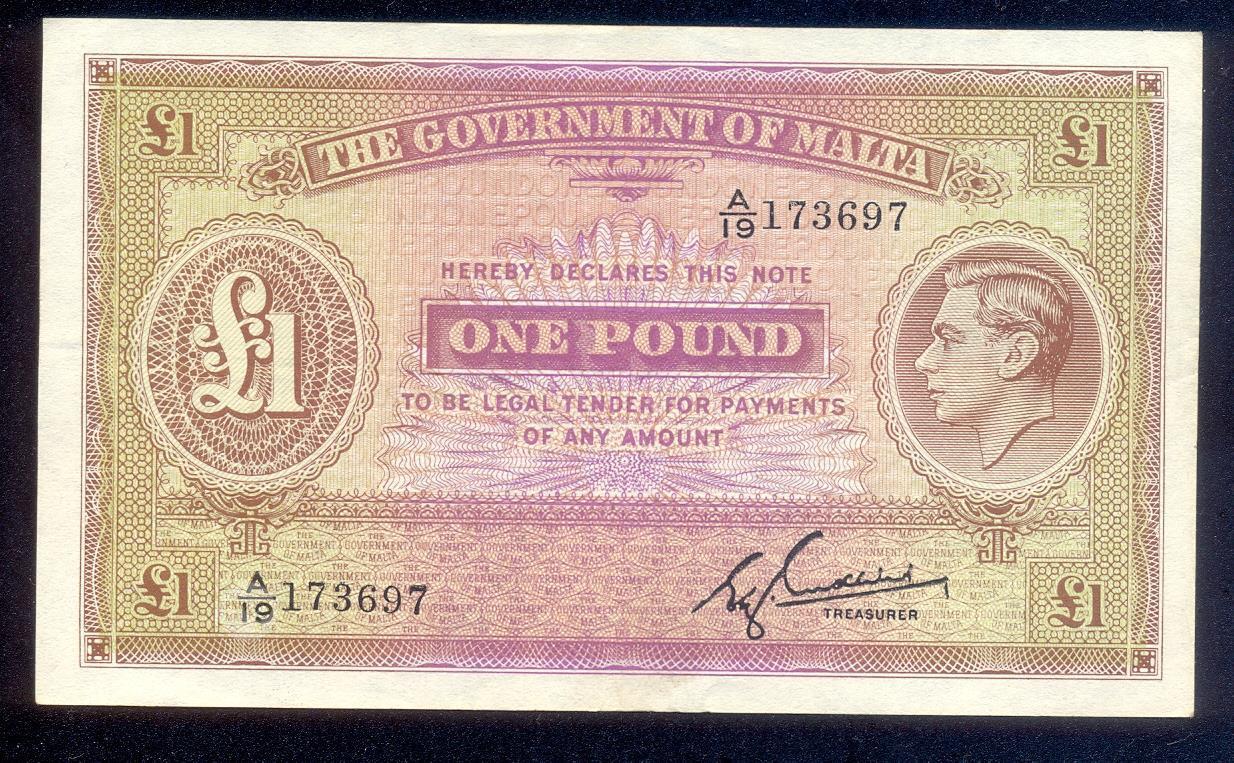 £1
THE GOVERNMENT OF MALTA
£1
A/19 173697
HEREBY DECLARES THIS NOTE
ONE POUND
£1
TO BE LEGAL TENDER FOR PAYMENTS
OF ANY AMOUNT
£1
A/19 173697
TREASURER
£1